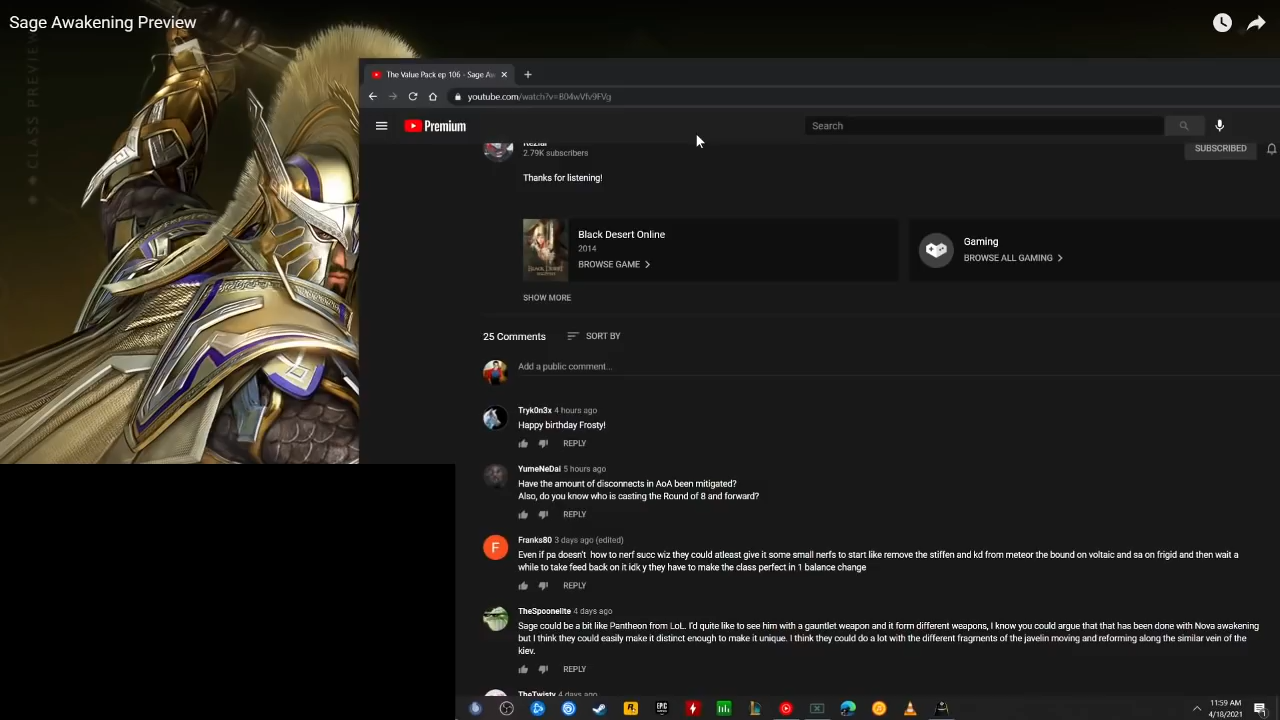 Sage Awakening Preview
CLASS PREVIEW
The Value Pack ep 106 - Sage Aw
youtube.com/watch?v=B04wVfv9FVg
Premium
Search
2.79K subscribers
SUBSCRIBED
Thanks for listening!
Black Desert Online
2014
BROWSE GAME
Gaming
BROWSE ALL GAMING
SHOW MORE
25 Comments
SORT BY
Add a public comment...
Tryk0n3x 4 hours ago
Happy birthday Frosty!
REPLY
YumeNeDai 5 hours ago
Have the amount of disconnects in AoA been mitigated?
Also, do you know who is casting the Round of 8 and forward?
REPLY
F
Franks80 3 days ago (edited)
Even if pa doesn't how to nerf succ wiz they could atleast give it some small nerfs to start like remove the stiffen and kd from meteor the bound on voltaic and sa on frigid and then wait a
while to take feed back on it idk y they have to make the class perfect in 1 balance change
REPLY
TheSpoonelite 4 days ago
Sage could be a bit like Pantheon from LoL. I'd quite like to see him with a gauntlet weapon and it form different weapons, I know you could argue that that has been done with Nova awakening
but I think they could easily make it distinct enough to make it unique. I think they could do a lot with the different fragments of the javelin moving and reforming along the similar vein of the
kiev.
REPLY
TheTwisty 4 days ago
EPIC
11:59 AM
4/18/2021